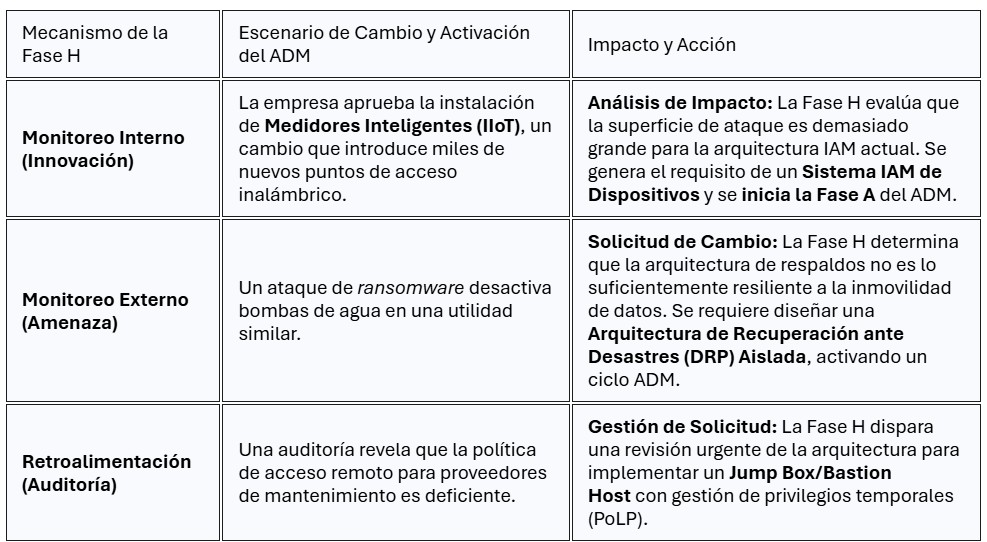 Mecanismo de la
Fase H
Escenario de Cambio y Activación
del ADM
Impacto y Acción
Monitoreo Interno
(Innovación)
La empresa aprueba la instalación
de Medidores Inteligentes (IIoT), un
cambio que introduce miles de
nuevos puntos de acceso
inalámbrico.
Análisis de Impacto: La Fase H evalúa que
la superficie de ataque es demasiado
grande para la arquitectura IAM actual. Se
genera el requisito de un Sistema IAM de
Dispositivos y se inicia la Fase A del ADM.
Monitoreo Externo
(Amenaza)
Un ataque de ransomware desactiva
bombas de agua en una utilidad
similar.
Solicitud de Cambio: La Fase H determina
que la arquitectura de respaldos no es lo
suficientemente resiliente a la inmovilidad
de datos. Se requiere diseñar una
Arquitectura de Recuperación ante
Desastres (DRP) Aislada, activando un
ciclo ADM.
Retroalimentación
(Auditoría)
Una auditoría revela que la política
de acceso remoto para proveedores
de mantenimiento es deficiente.
Gestión de Solicitud: La Fase H dispara
una revisión urgente de la arquitectura para
implementar un Jump Box/Bastion
Host con gestión de privilegios temporales
(PoLP).